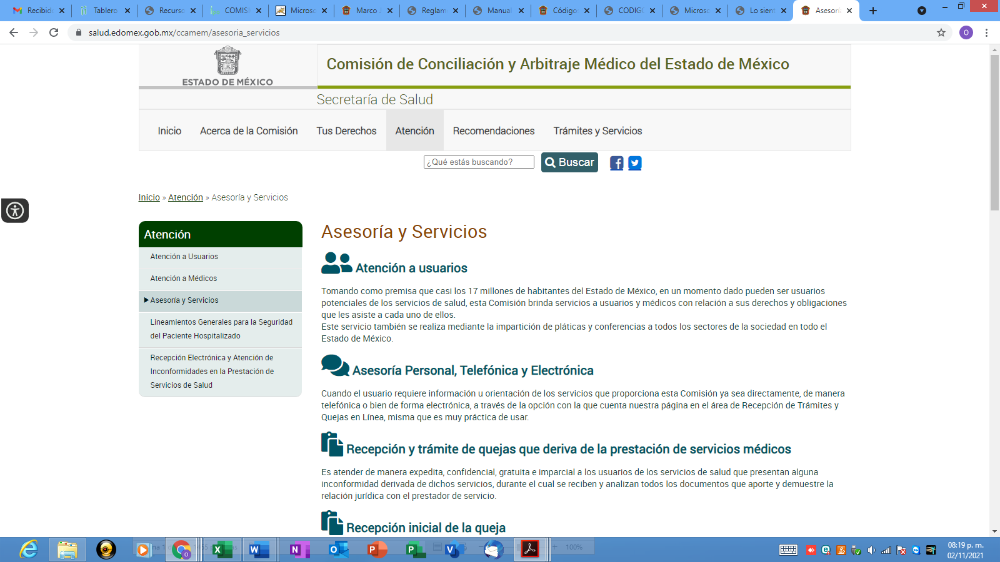 Recibido
Tablero
Recurso
COMISI
Microso
Marco J
Reglam
Manual
Código
CODIGO
Microso
Lo sient
Asesorí
salud.edomex.gob.mx/ccamem/asesoria_servicios
O
ESTADO DE MÉXICO
Comisión de Conciliación y Arbitraje Médico del Estado de México
Secretaría de Salud
Inicio Acerca de la Comisión Tus Derechos Atención Recomendaciones Trámites y Servicios
¿Qué estás buscando? Buscar
Inicio » Atención » Asesoría y Servicios
Atención
Atención a Usuarios
Atención a Médicos
Asesoría y Servicios
Lineamientos Generales para la Seguridad
del Paciente Hospitalizado
Recepción Electrónica y Atención de
Inconformidades en la Prestación de
Servicios de Salud
Asesoría y Servicios
Atención a usuarios
Tomando como premisa que casi los 17 millones de habitantes del Estado de México, en un momento dado pueden ser usuarios
potenciales de los servicios de salud, esta Comisión brinda servicios a usuarios y médicos con relación a sus derechos y obligaciones
que les asiste a cada uno de ellos.
Este servicio también se realiza mediante la impartición de pláticas y conferencias a todos los sectores de la sociedad en todo el
Estado de México.
Asesoría Personal, Telefónica y Electrónica
Cuando el usuario requiere información u orientación de los servicios que proporciona esta Comisión ya sea directamente, de manera
telefónica o bien de forma electrónica, a través de la opción con la que cuenta nuestra página en el área de Recepción de Trámites y
Quejas en Línea, misma que es muy práctica de usar.
Recepción y trámite de quejas que deriva de la prestación de servicios médicos
Es atender de manera expedita, confidencial, gratuita e imparcial a los usuarios de los servicios de salud que presentan alguna
inconformidad derivada de dichos servicios, durante el cual se reciben y analizan todos los documentos que aporte y demuestre la
relación jurídica con el prestador de servicio.
Recepción inicial de la queja
100%
08:19 p. m.
02/11/2021